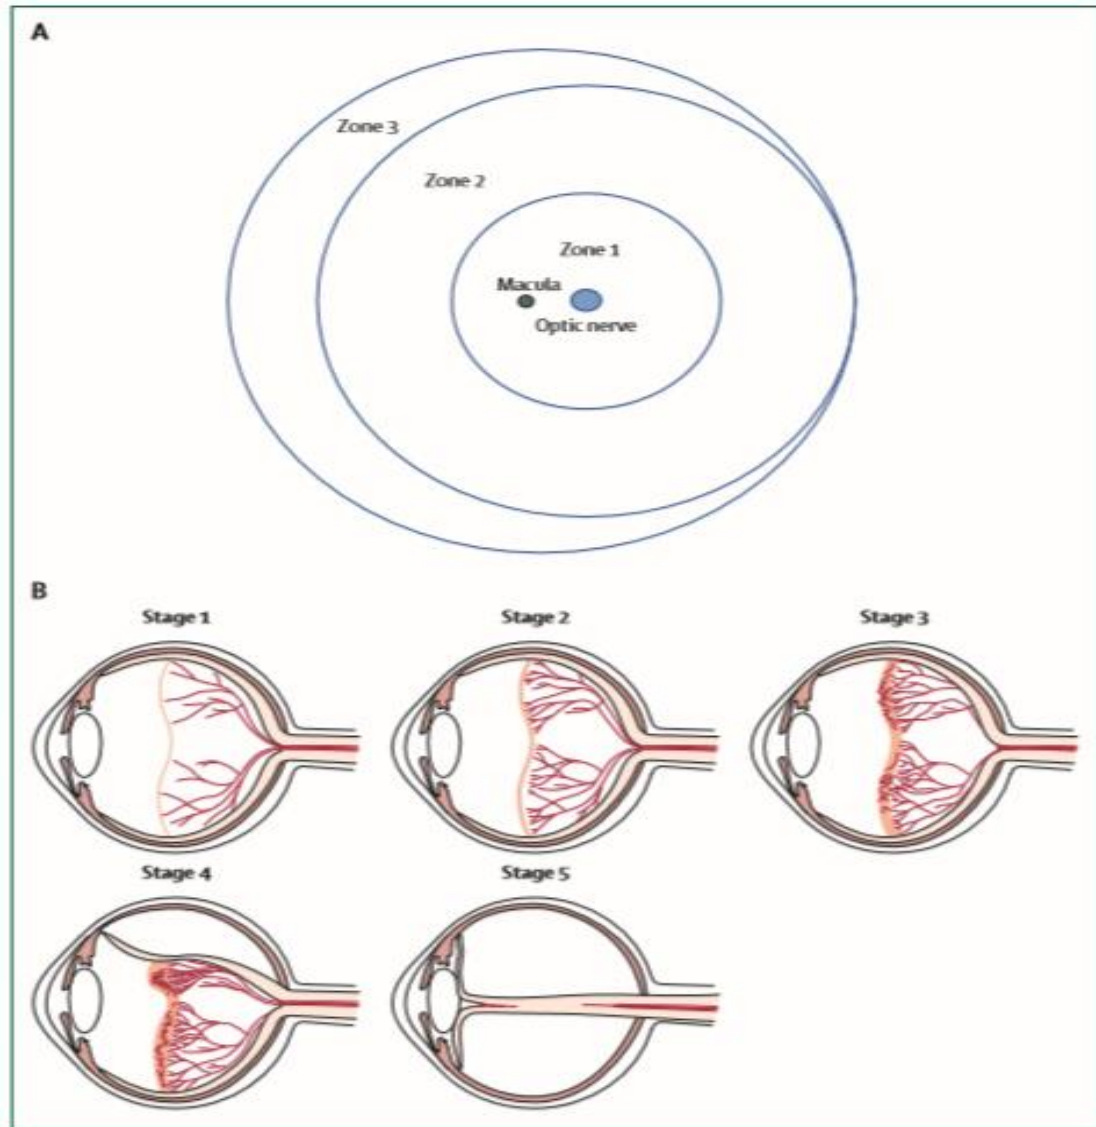 A
Zone 3
Zone 2
Zone 1
Macula
Optic nerve
B
Stage 1
Stage 2
Stage 3
Stage 4
Stage 5